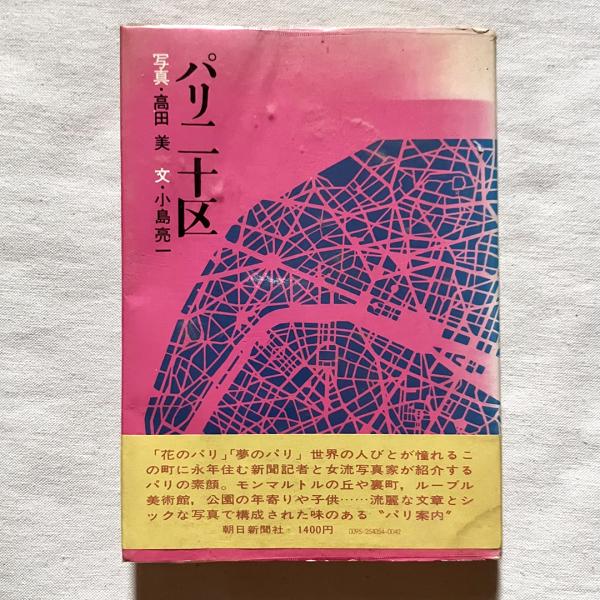 パリ二十区
写真・高田 美 文・小島亮一
「花のパリ」「夢のパリ」世界の人びとが憧れるこ
の町に永年住む新聞記者と女流写真家が紹介する
パリの素顔。モンマルトルの丘や裏町，ルーブル
美術館，公園の年寄りや子供……流麗な文章とシ
ックな写真で構成された味のある〝パリ案内〟
朝日新聞社・1400円 0095-254054-0042